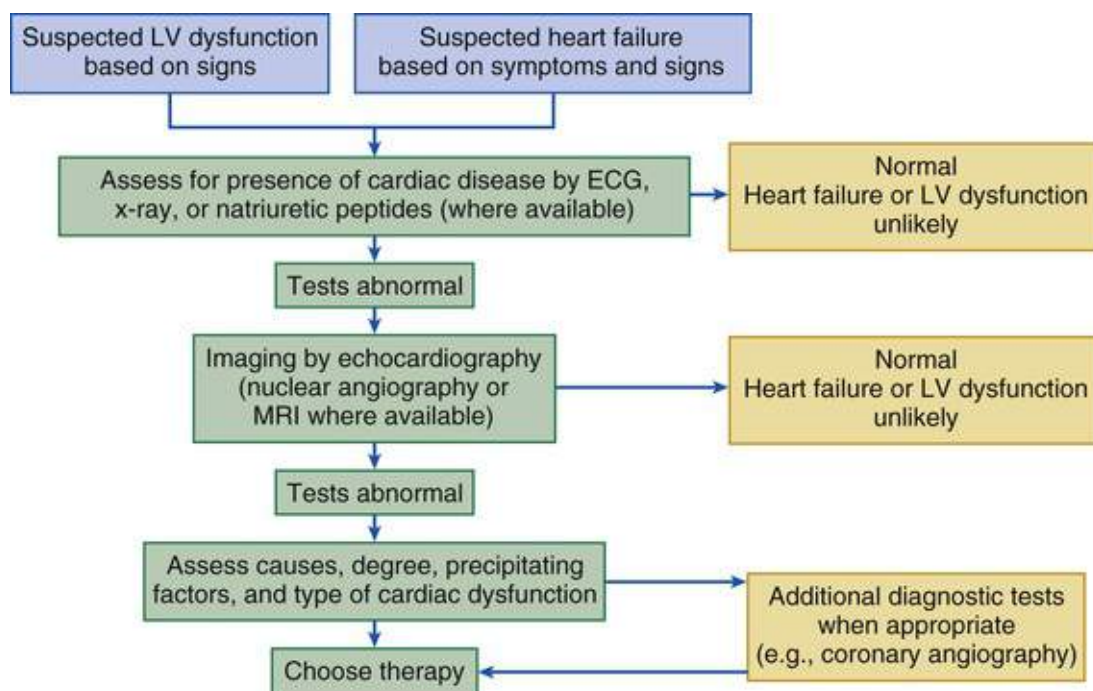 Suspected LV dysfunction
based on signs
Suspected heart failure
based on symptoms and signs
Assess for presence of cardiac disease by ECG,
x-ray, or natriuretic peptides (where available)
Normal
Heart failure or LV dysfunction
unlikely
Tests abnormal
Imaging by echocardiography
(nuclear angiography or
MRI where available)
Normal
Heart failure or LV dysfunction
unlikely
Tests abnormal
Assess causes, degree, precipitating
factors, and type of cardiac dysfunction
Additional diagnostic tests
when appropriate
(e.g., coronary angiography)
Choose therapy